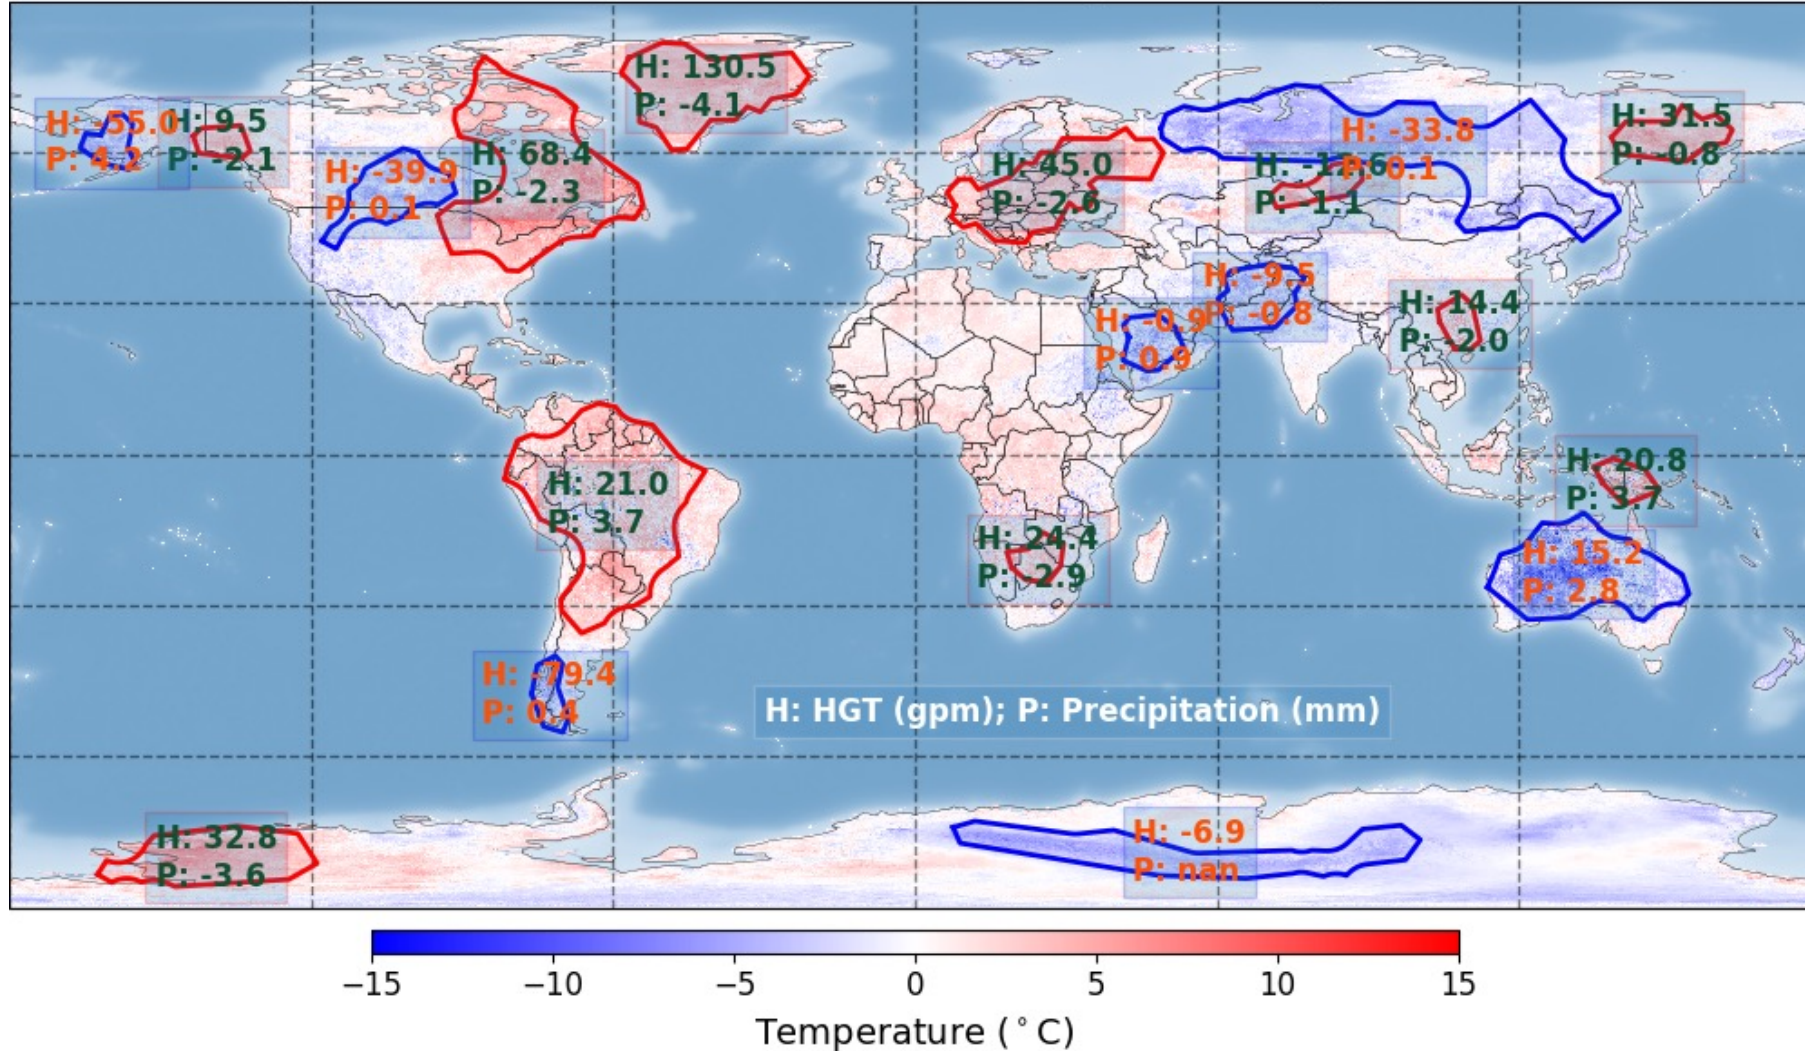 H: 130.5
P: -4.1
H: -55.0
P: 4.2
H: 9.5
P: -2.1
H: 31.5
P: -0.8
H: -33.8
P: 0.1
H: 68.4
P: -2.3
H: -39.9
P: 0.1
H: 45.0
P: -2.6
H: -12.6
P: -1.1
H: -9.5
P: -0.8
H: 14.4
P: -2.0
H: -0.9
P: 0.9
H: 20.8
P: 3.7
H: 21.0
P: 3.7
H: 24.4
P: -2.9
H: 15.2
P: 2.8
H: -79.4
P: 0.4
H: HGT (gpm); P: Precipitation (mm)
H: 32.8
P: -3.6
H: -6.9
P: nan
−15 −10 −5 0 5 10 15
Temperature (°C)